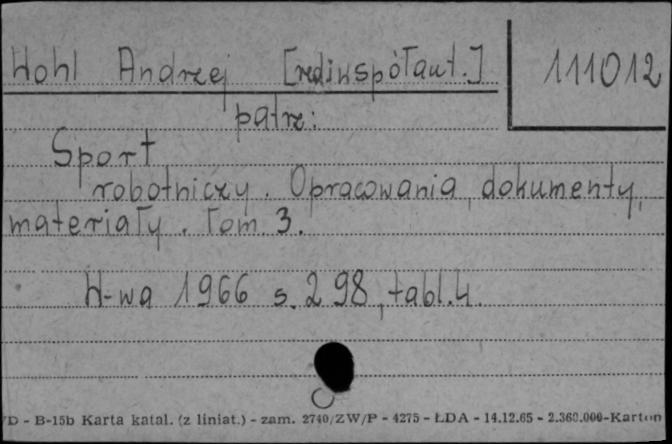 Wohl Andrzej [red i współaut.] 111012
patrz:
Sport
robotniczy. Opracowania, dokumenty,
materiały. Tom 3.
W-wa 1966 s. 298, tabl. 4.
/D - B-15b Karta katal. (z liniat.) - zam. 2740/ZW/P - 4275 - ŁDA - 14.12.65 - 2.360.000-Karton